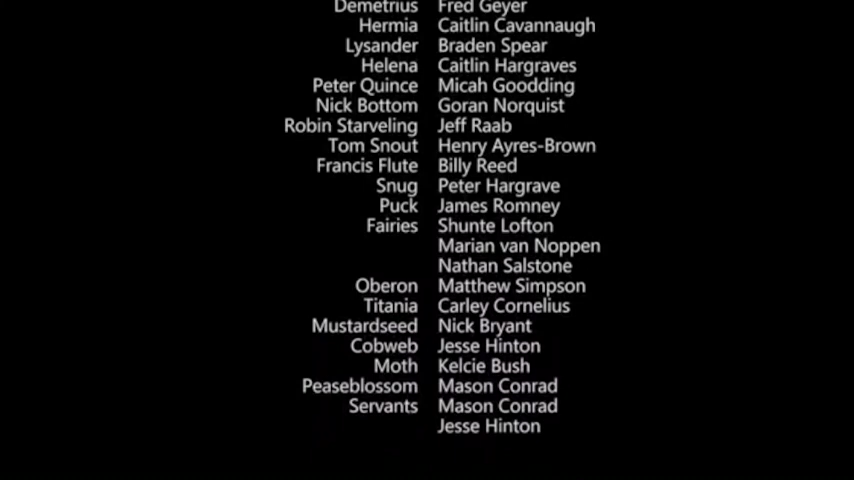 Demetrius Fred Geyer
Hermia Caitlin Cavannaugh
Lysander Braden Spear
Helena Caitlin Hargraves
Peter Quince Micah Goodding
Nick Bottom Goran Norquist
Robin Starveling Jeff Raab
Tom Snout Henry Ayres-Brown
Francis Flute Billy Reed
Snug Peter Hargrave
Puck James Romney
Fairies Shunte Lofton
Marian van Noppen
Nathan Salstone
Oberon Matthew Simpson
Titania Carley Cornelius
Mustardseed Nick Bryant
Cobweb Jesse Hinton
Moth Kelcie Bush
Peaseblossom Mason Conrad
Servants Mason Conrad
Jesse Hinton